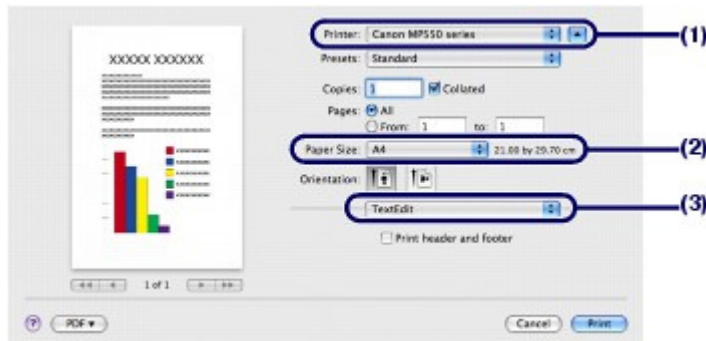 XXXXX XXXXXX
1 of 1
Printer: Canon MP550 series
(1)
Presets: Standard
Copies: 1 Collated
Pages: All
From: 1 to: 1
Paper Size: A4 21.00 by 29.70 cm
(2)
Orientation:
TextEdit
(3)
Print header and footer
? PDF Cancel Print